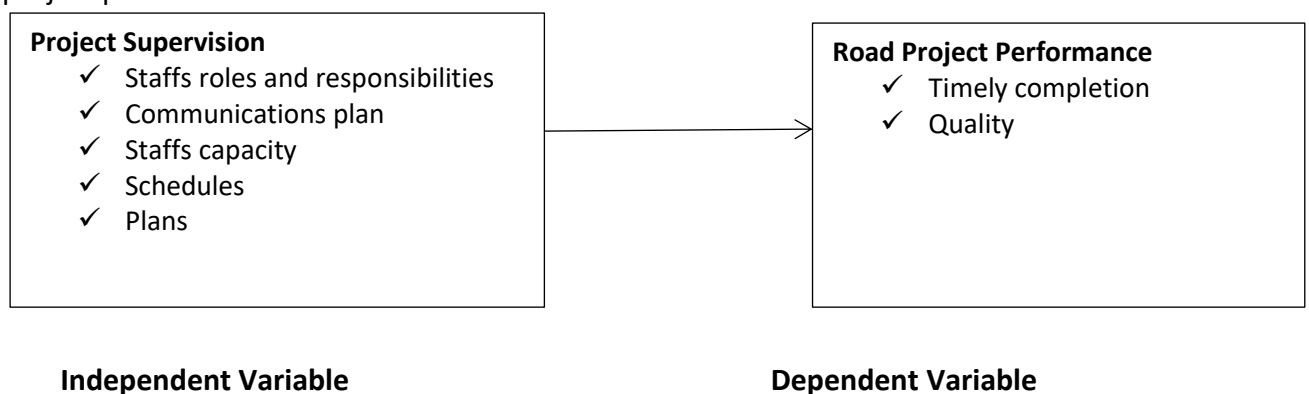 Project Supervision
✓ Staffs roles and responsibilities
✓ Communications plan
✓ Staffs capacity
✓ Schedules
✓ Plans
Road Project Performance
✓ Timely completion
✓ Quality
Independent Variable
Dependent Variable